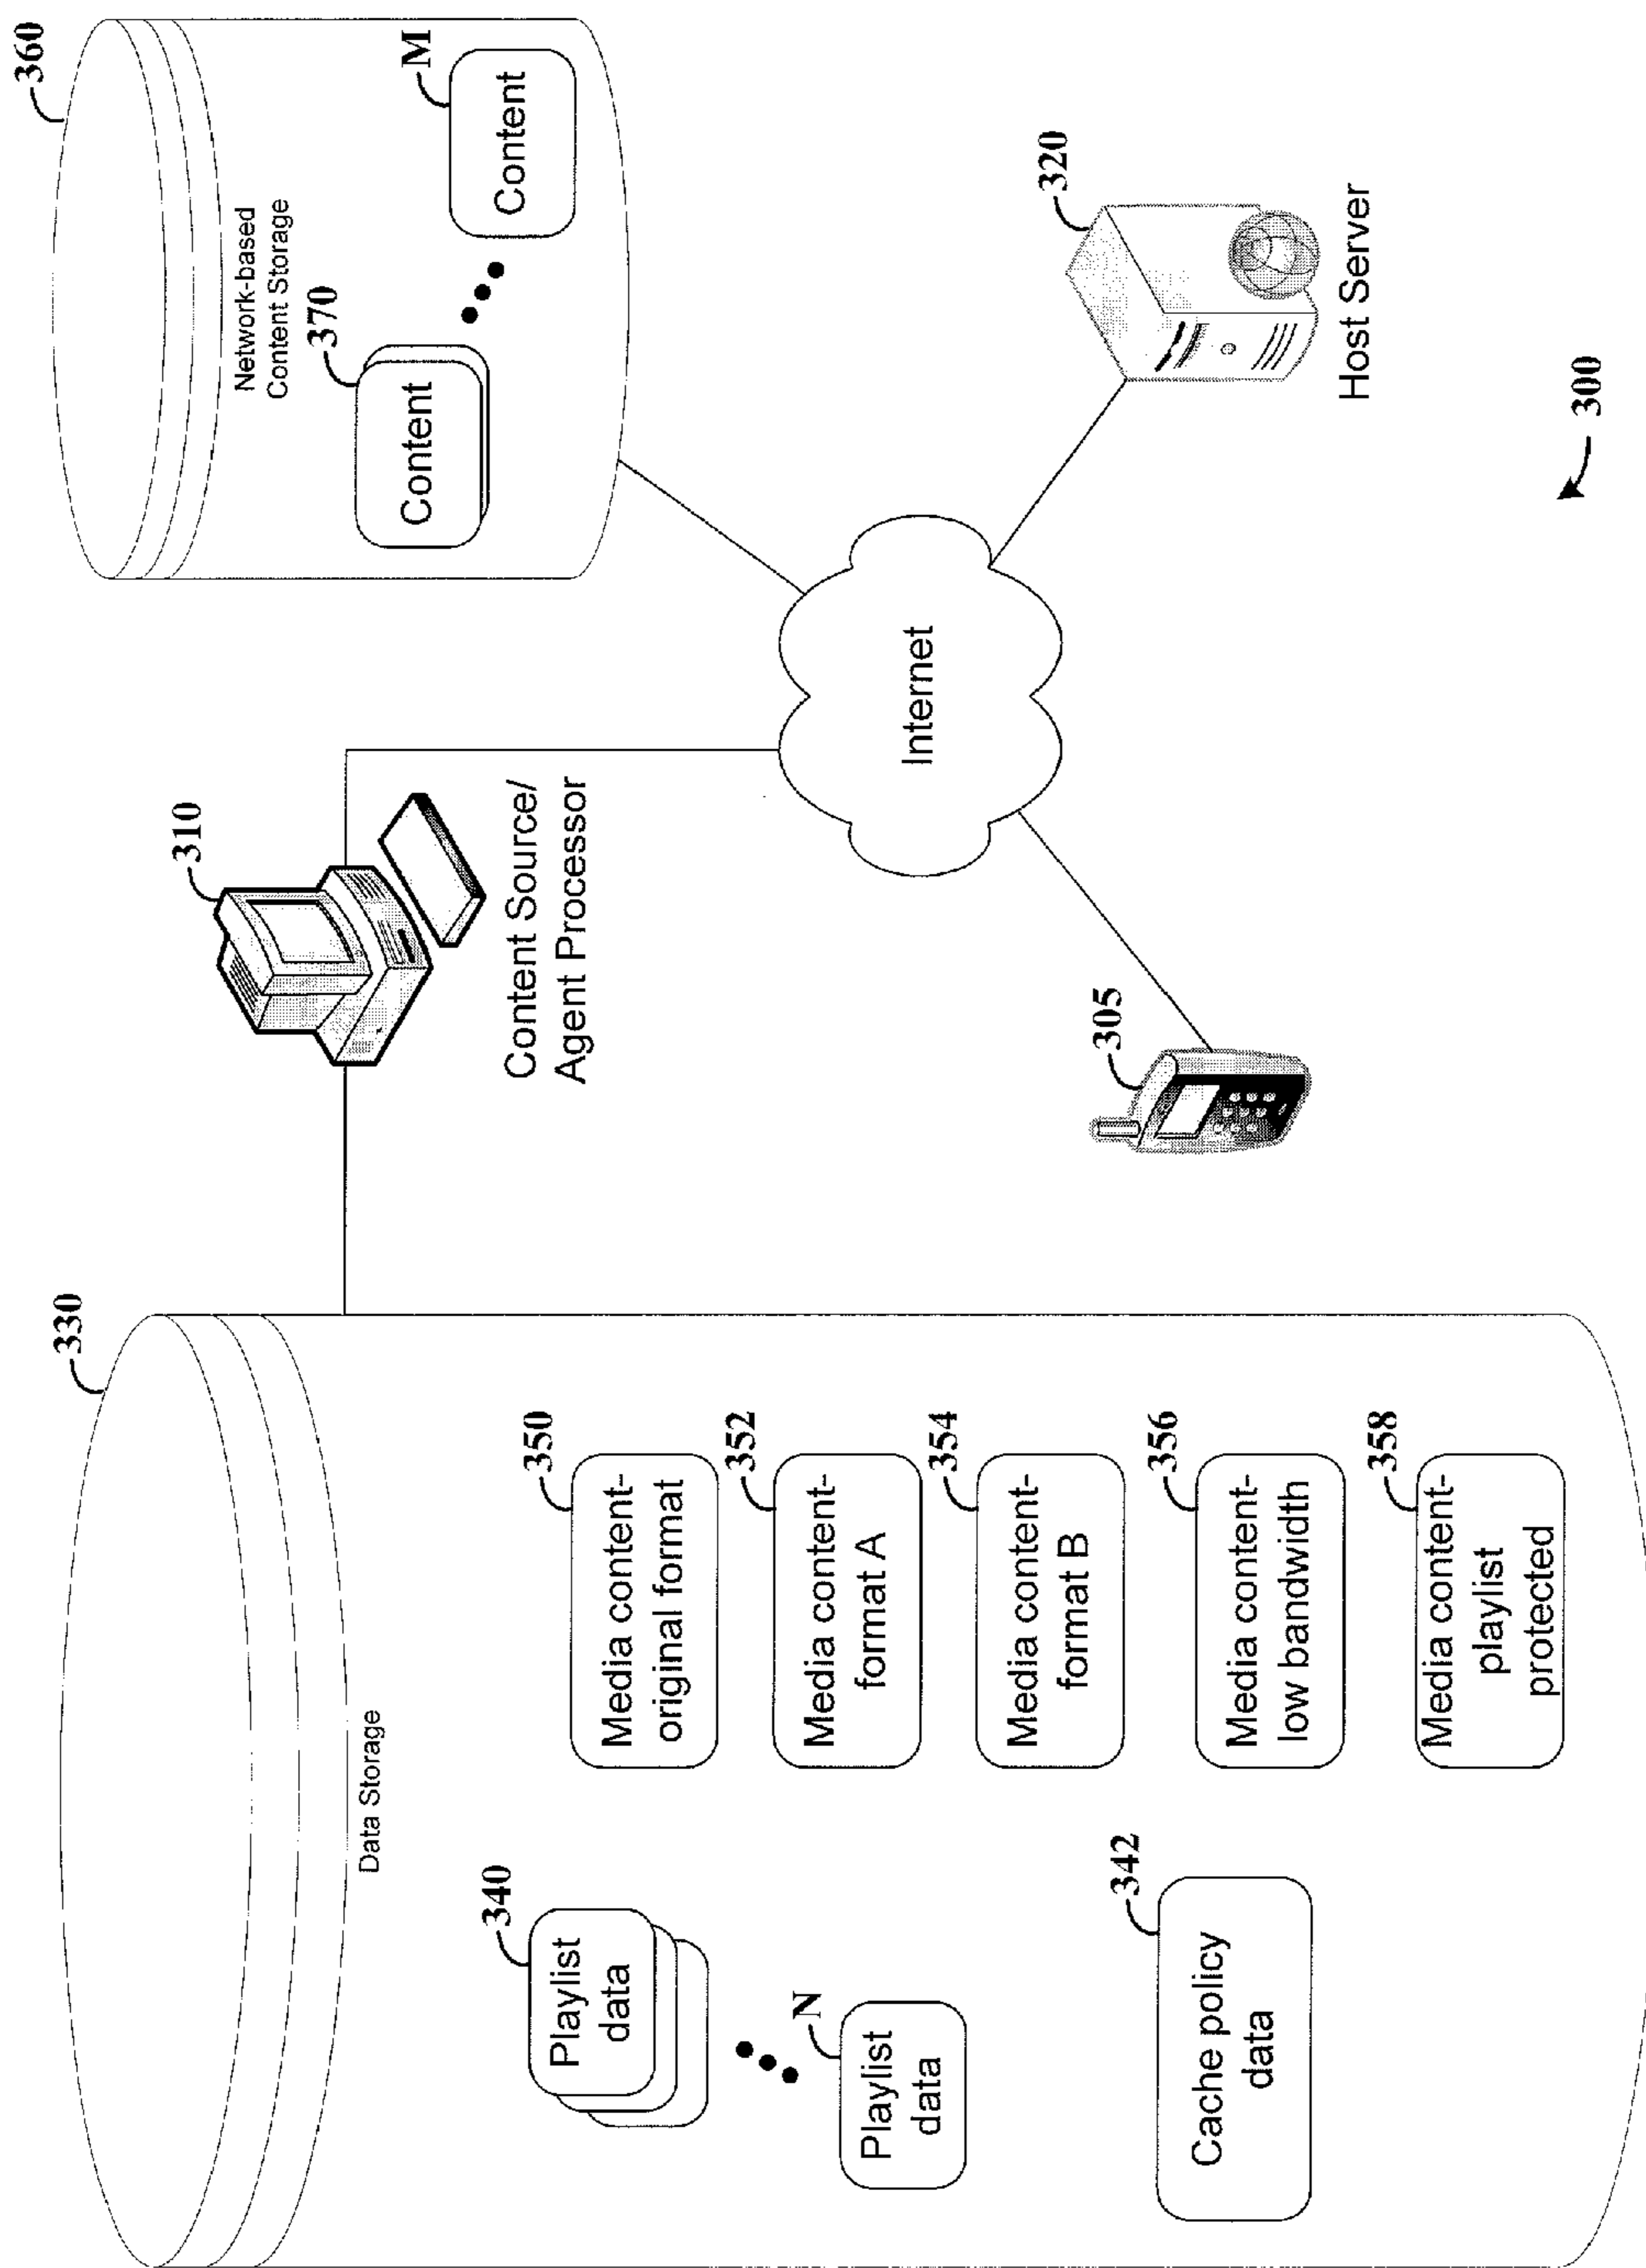 330
Data Storage
340
Playlist
data
N
Playlist
data
342
Cache policy
data
350
Media content-
original format
352
Media content-
format A
354
Media content-
format B
356
Media content-
low bandwidth
358
Media content-
playlist
protected
310
Content Source/
Agent Processor
305
Internet
360
Network-based
Content Storage
370
Content
M
Content
320
Host Server
300